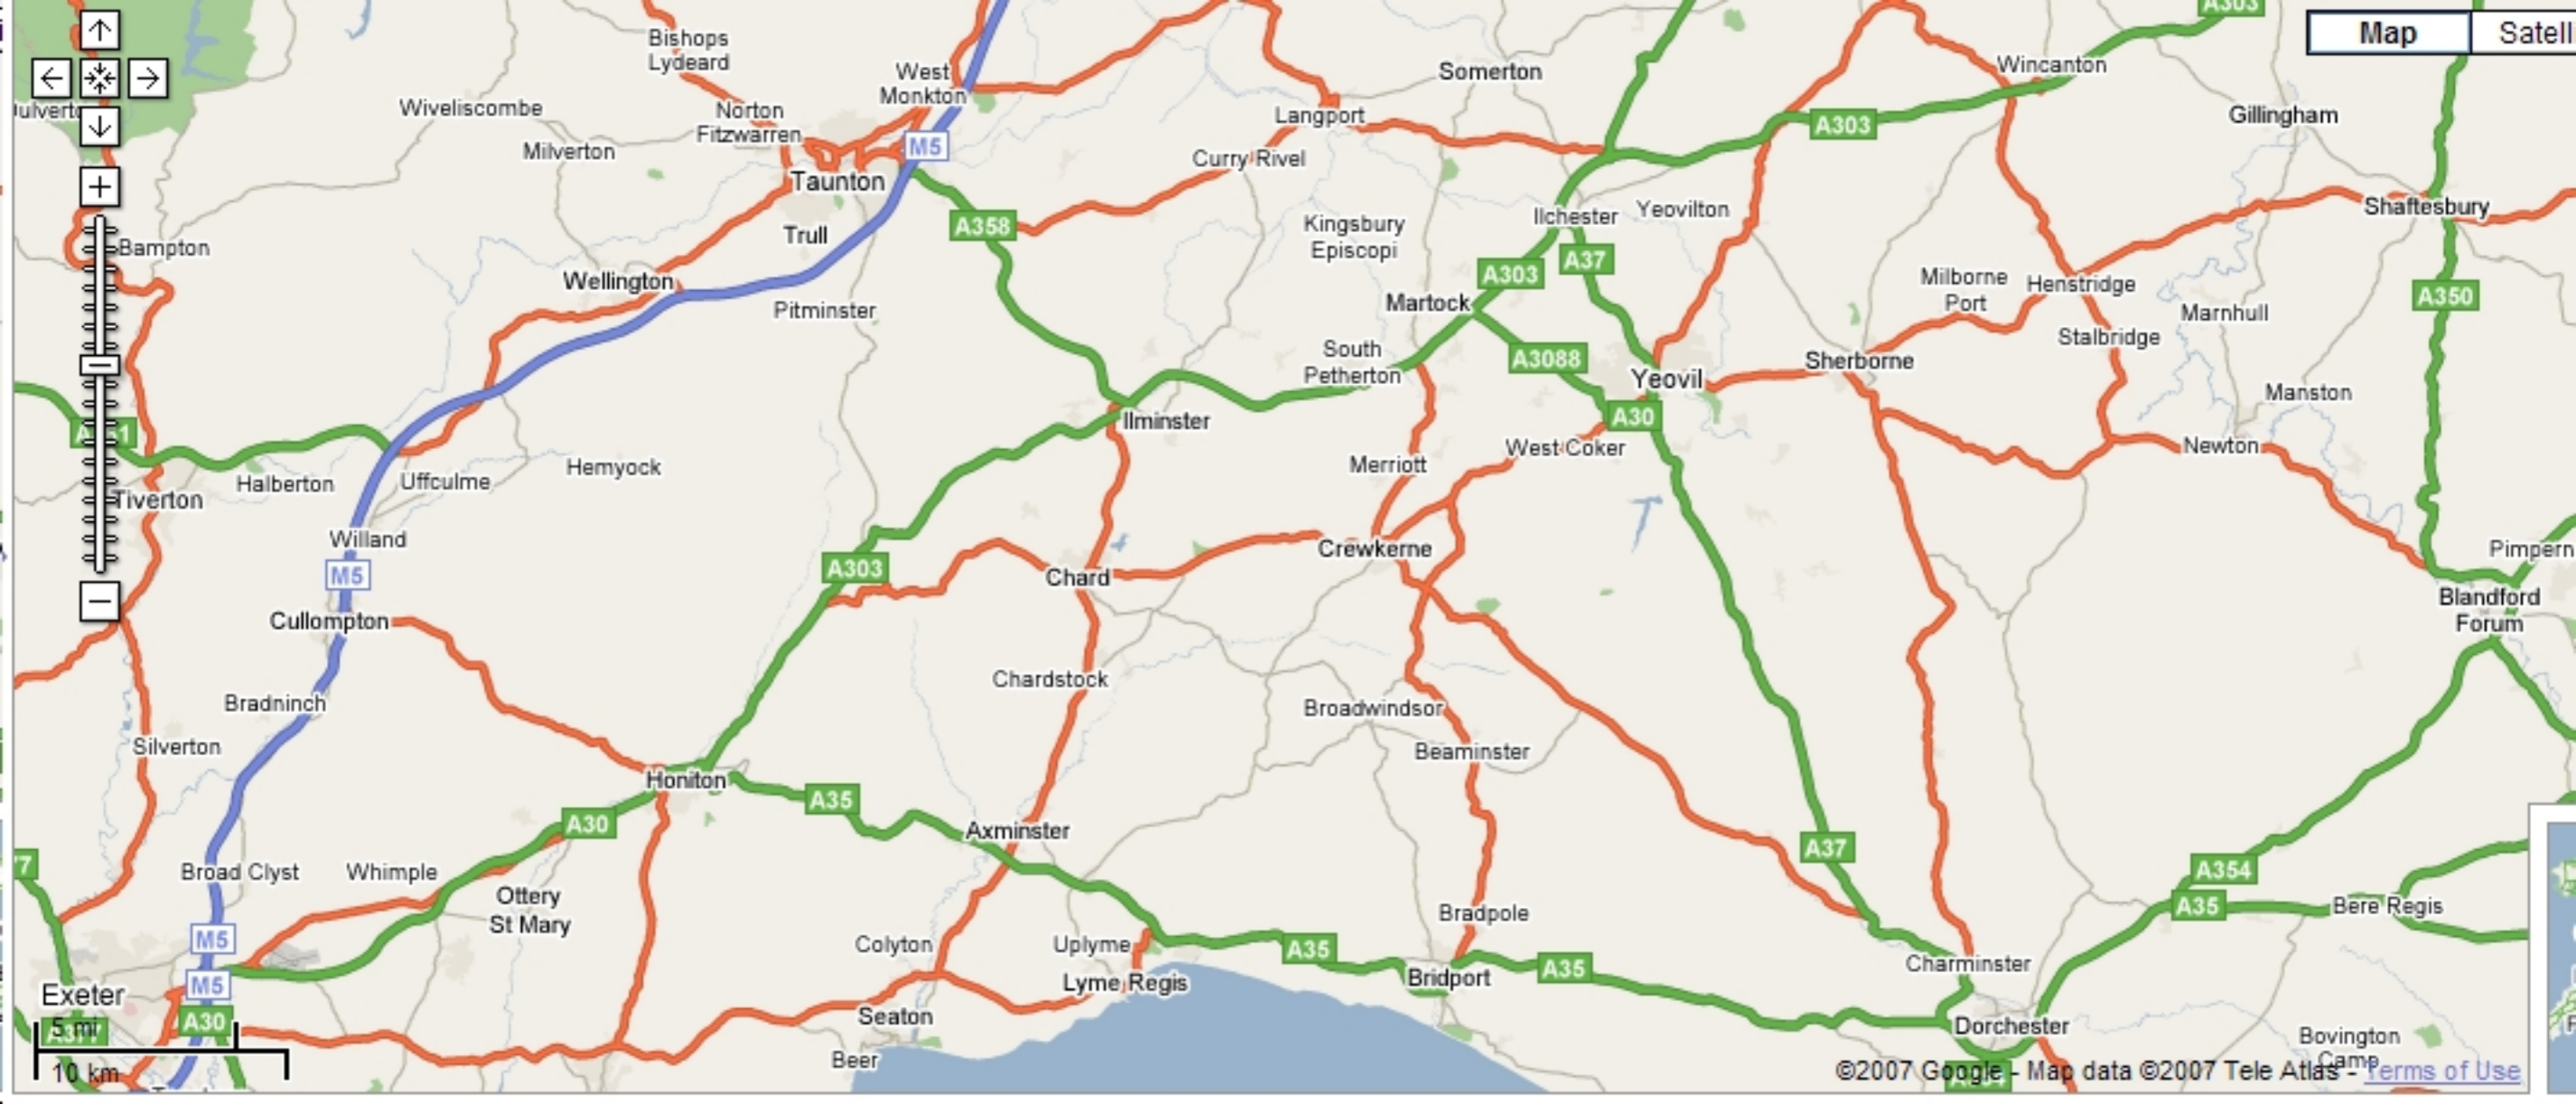 A303
Map
Satell
Bishops
Lydeard
West
Monkton
Somerton
Wincanton
Wiveliscombe
Norton
Fitzwarren
Langport
A303
Gillingham
Milverton
M5
Curry Rivel
Taunton
Shaftesbury
Ilchester
Yeovilton
A358
Kingsbury
Episcopi
Trull
Bampton
A303
A37
Wellington
Milborne
Port
Henstridge
A350
Martock
Pitminster
Marnhull
Stalbridge
South
Petherton
A3088
Sherborne
Yeovil
Manston
A30
Ilminster
West Coker
Newton
Merriott
Hemyock
Halberton
Uffculme
Tiverton
Willand
Crewkerne
Pimpern
A303
M5
Chard
Blandford
Forum
Cullompton
Chardstock
Bradninch
Broadwindsor
Silverton
Beaminster
Honiton
A35
A30
Axminster
A37
77
Broad Clyst
Whimple
A354
Ottery
St Mary
A35
Bere Regis
Bradpole
M5
Colyton
Uplyme
A35
A35
Charminster
M5
Lyme Regis
Bridport
Exeter
Seaton
A30
Dorchester
5 mi
A377
Bovington
Camp
Beer
10 km
©2007 Google - Map data ©2007 Tele Atlas - Terms of Use